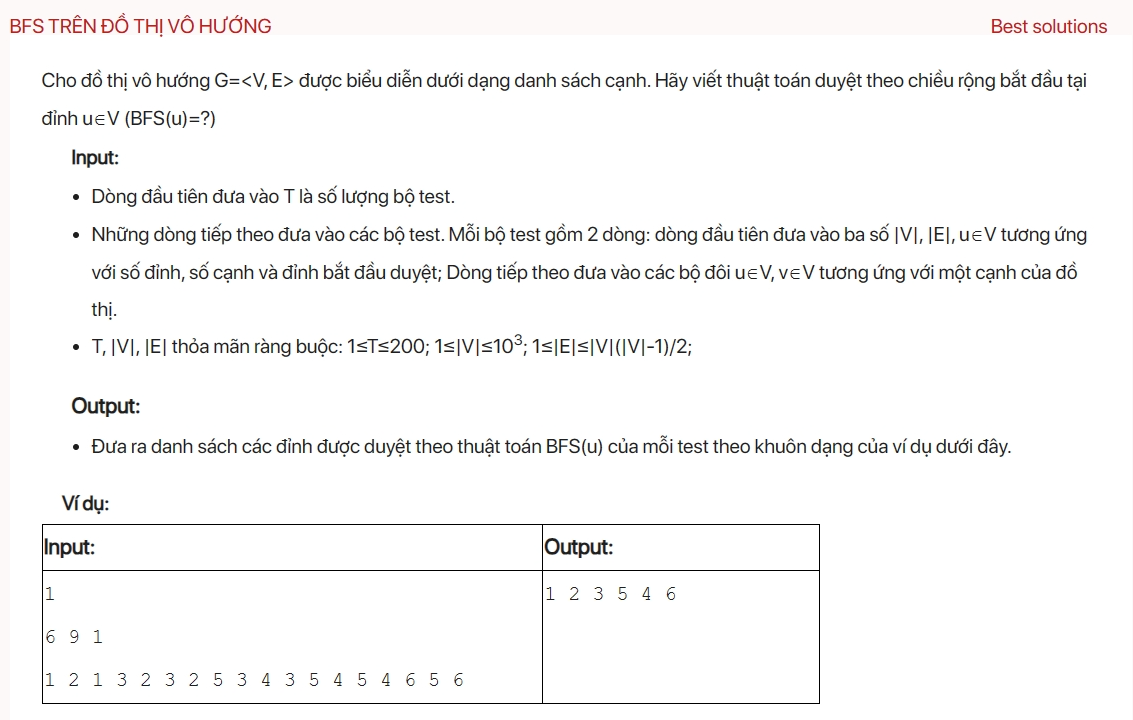 BFS TRÊN ĐỒ THỊ VÔ HƯỚNG
Best solutions
Cho đồ thị vô hướng G=<V, E> được biểu diễn dưới dạng danh sách cạnh. Hãy viết thuật toán duyệt theo chiều rộng bắt đầu tại
đỉnh u∈V (BFS(u)=?)
Input:
• Dòng đầu tiên đưa vào T là số lượng bộ test.
• Những dòng tiếp theo đưa vào các bộ test. Mỗi bộ test gồm 2 dòng: dòng đầu tiên đưa vào ba số |V|, |E|, u∈V tương ứng
với số đỉnh, số cạnh và đỉnh bắt đầu duyệt; Dòng tiếp theo đưa vào các bộ đôi u∈V, v∈V tương ứng với một cạnh của đồ
thị.
• T, |V|, |E| thỏa mãn ràng buộc: 1≤T≤200; 1≤|V|≤10³; 1≤|E|≤|V|(|V|-1)/2;
Output:
• Đưa ra danh sách các đỉnh được duyệt theo thuật toán BFS(u) của mỗi test theo khuôn dạng của ví dụ dưới đây.
Ví dụ:
Input:
Output:
1
1 2 3 5 4 6
6 9 1
1 2 1 3 2 3 2 5 3 4 3 5 4 5 4 6 5 6